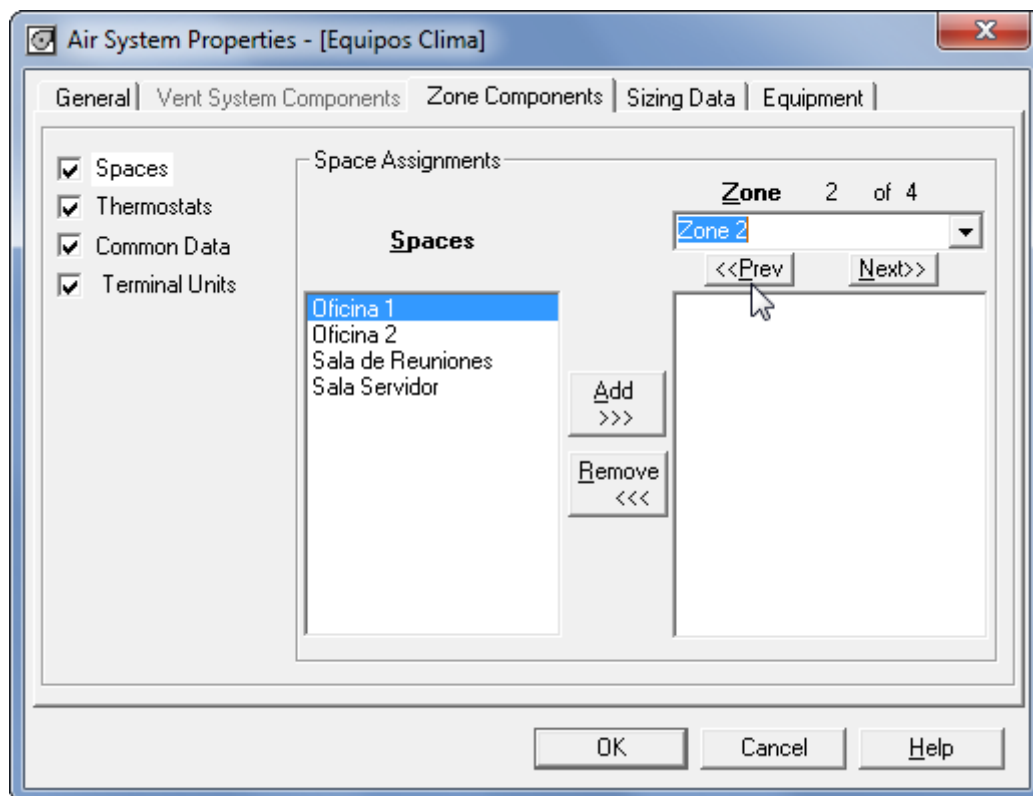 Air System Properties - [Equipos Clima]
x
General Vent System Components Zone Components Sizing Data Equipment
Spaces
Thermostats
Common Data
Terminal Units
Space Assignments
Spaces
Zone 2 of 4
Zone 2
<<Prev Next>>
Oficina 1
Oficina 2
Sala de Reuniones
Sala Servidor
Add
>>>
Remove
<<<
OK Cancel Help